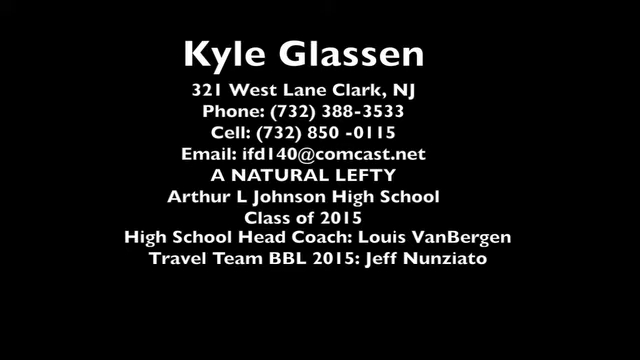 Kyle Glassen
321 West Lane Clark, NJ
Phone: (732) 388-3533
Cell: (732) 850 -0115
Email: ifd140@comcast.net
A NATURAL LEFTY
Arthur L Johnson High School
Class of 2015
High School Head Coach: Louis VanBergen
Travel Team BBL 2015: Jeff Nunziato